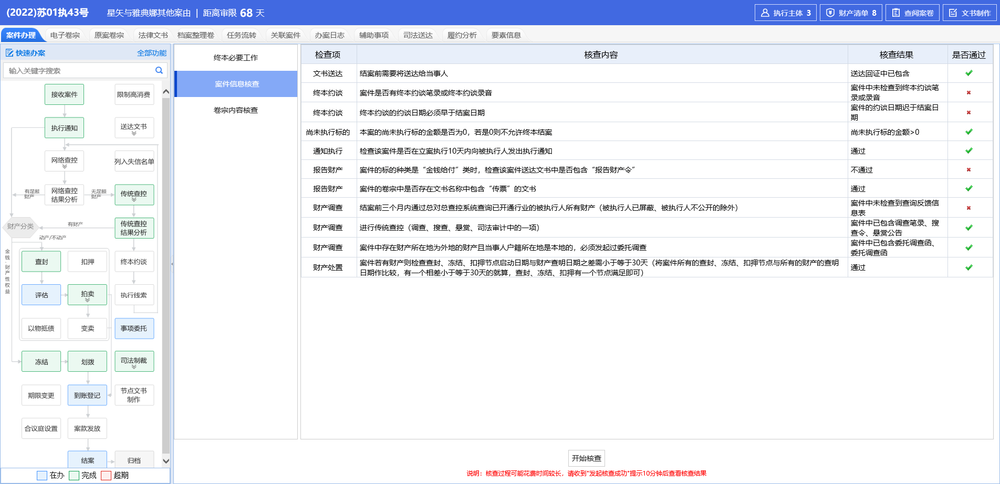 (2022)苏01执43号 星矢与雅典娜其他案由 | 距离审限 68 天 执行主体 3 财产清单 8 查阅案卷 文书制作
案件办理 电子卷宗 原案卷宗 法律文书 档案整理卷 任务流转 关联案件 办案日志 辅助事项 司法送达 履约分析 要素信息
快速办案 全部功能
输入关键字搜索
接收案件 限制高消费
执行通知 送达文书
网络查控 列入失信名单
有足额
财产
网络查控
结果分析
无足额
财产
传统查控
财产分类 有财产
传统查控
结果分析
动产/不动产
金钱,财产性权益
查封 扣押 终本约谈
评估 拍卖 执行线索
以物抵债 变卖 事项委托
冻结 划拨 司法制裁
期限变更 到账登记
节点文书
制作
合议庭设置 案款发放
结案 归档
在办 完成 超期
终本必要工作
案件信息核查
卷宗内容核查
检查项 核查内容 核查结果 是否通过
文书送达 结案前需要将送达给当事人 送达回证中已包含
终本约谈 案件是否有终本约谈笔录或终本约谈录音 案件中未检查到终本约谈笔
录或录音
终本约谈 终本约谈的约谈日期必须早于结案日期 案件的约谈日期迟于结案日
期
尚未执行标的 本案的尚未执行标的金额是否为0，若是0则不允许终本结案 尚未执行标的金额>0
通知执行 检查该案件是否在立案执行10天内向被执行人发出执行通知 通过
报告财产 案件的标的种类是“金钱给付”类时，检查该案件送达文书中是否包含“报告财产令” 不通过
报告财产 案件的卷宗中是否存在文书名称中包含“传票”的文书 通过
财产调查 结案前三个月内通过总对总查控系统查询已开通行业的被执行人所有财产（被执行人已屏蔽、被执行人不公开的除外） 案件中未检查到查询反馈信
息表
财产调查 进行传统查控（调查、搜查、悬赏、司法审计中的一项） 案件中已包含调查笔录、搜
查令、悬赏公告
财产调查 案件中存在财产所在地为外地的财产且当事人户籍所在地是本地的，必须发起过委托调查 案件中已包含委托调查函、
委托调查函
财产处置 案件若有财产则检查查封、冻结、扣押节点启动日期与财产查明日期之差需小于等于30天（将案件所有的查封、冻结、扣押节点与所有的财产的查明
日期作比较，有一个相差小于等于30天的就算，查封、冻结、扣押有一个节点满足即可） 通过
开始核查
说明：核查过程可能花费时间较长，请收到"发起核查成功"提示10分钟后查看核查结果